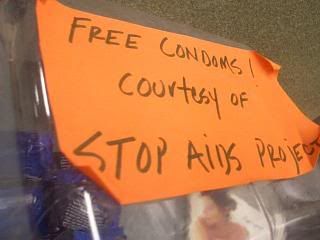 FREE CONDOMS!
COURTESY OF
STOP AIDS PROJECT